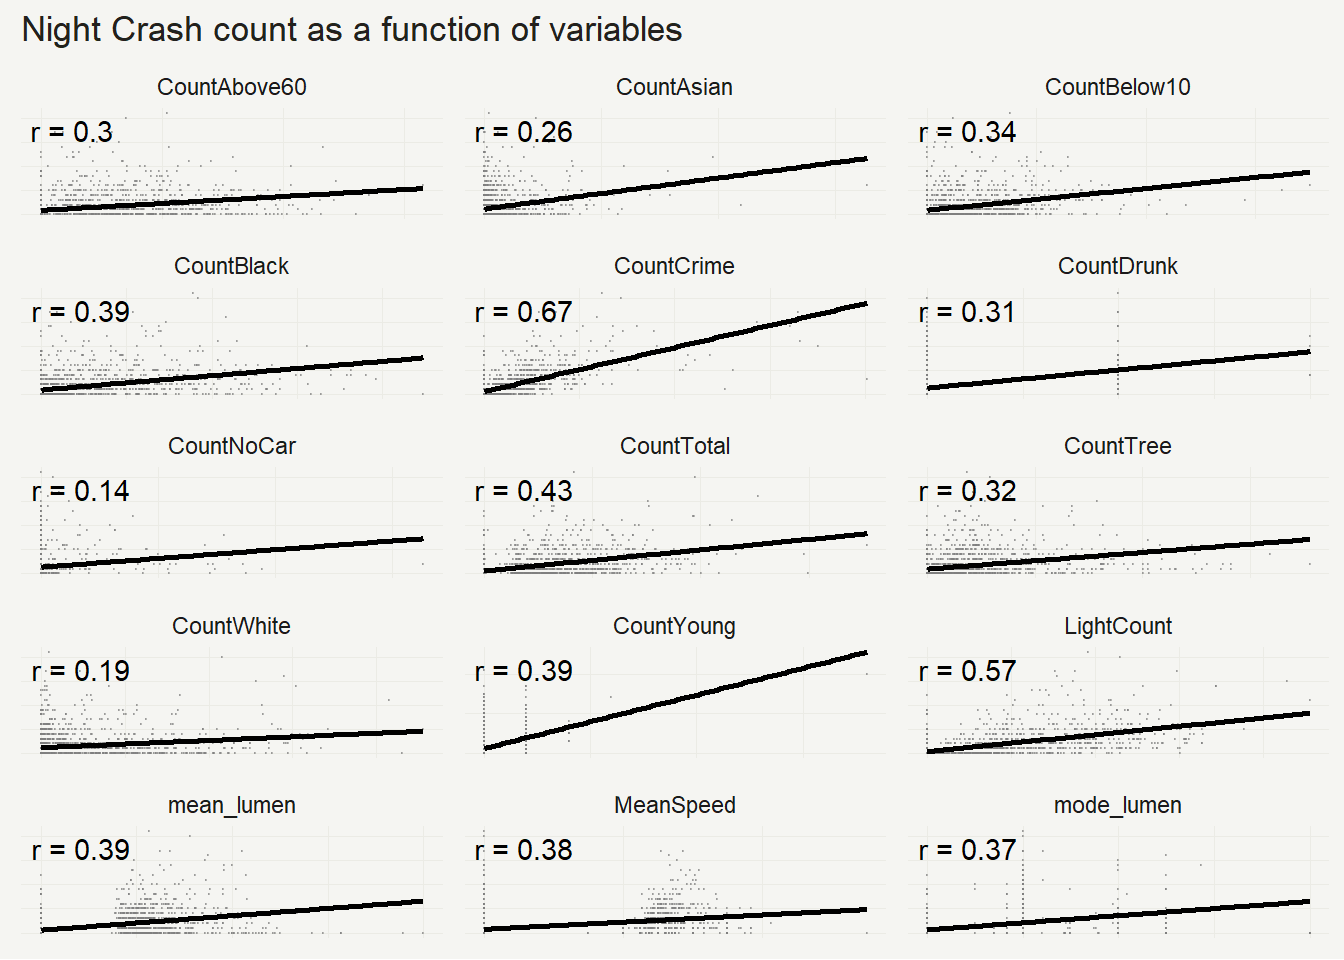 Night Crash count as a function of variables
CountAbove60
CountAsian
CountBelow10
r = 0.3
r = 0.26
r = 0.34
CountBlack
CountCrime
CountDrunk
r = 0.39
r = 0.67
r = 0.31
CountNoCar
CountTotal
CountTree
r = 0.14
r = 0.43
r = 0.32
CountWhite
CountYoung
LightCount
r = 0.19
r = 0.39
r = 0.57
mean_lumen
MeanSpeed
mode_lumen
r = 0.39
r = 0.38
r = 0.37